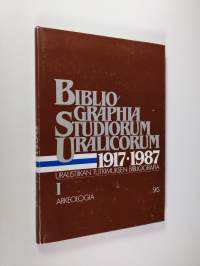 BIBLIO
GRAPHIA
STUDIORUM
URALICORUM
1917-1987
URALISTIIKAN TUTKIMUKSEN BIBLIOGRAFIA
I
ARKEOLOGIA
SKS